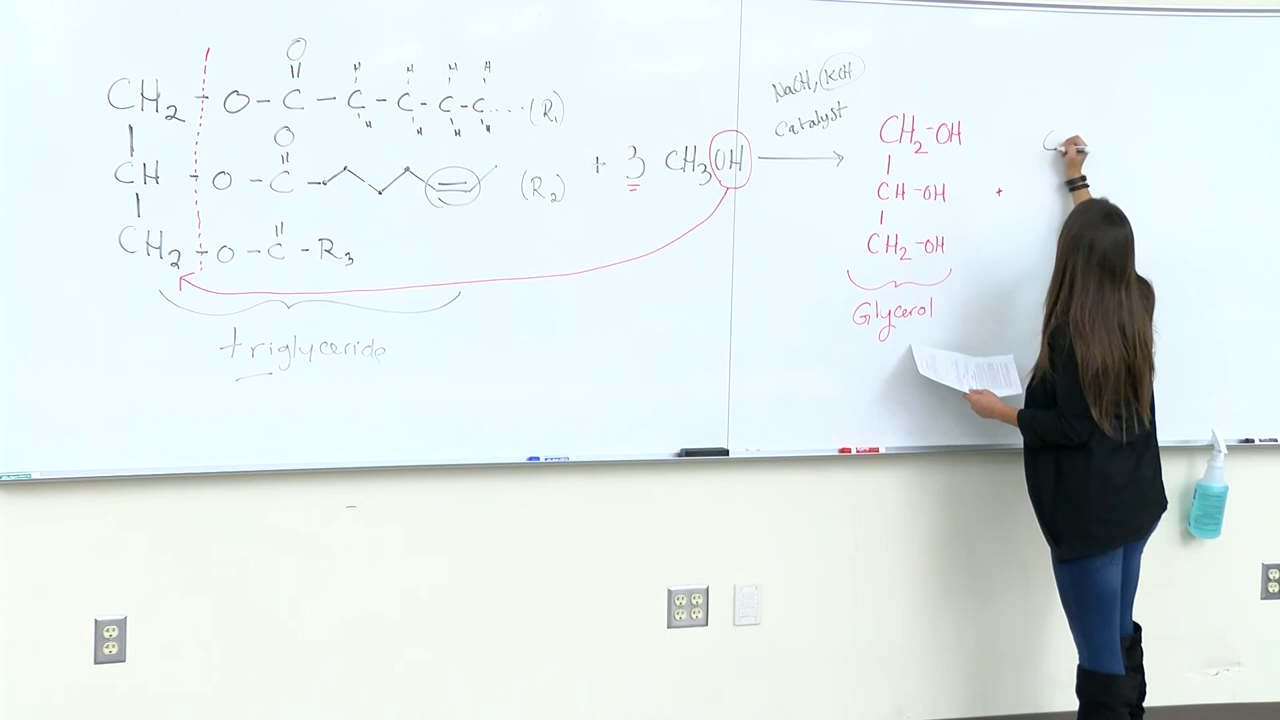 O
H H H H
CH2 - O - C - C - C - C - C.... (R1)
H H H H
O
CH - O - C (R2)
CH2 - O - C - R3
triglyceride
+ 3 CH3OH
NaOH, KOH
Catalyst
CH2-OH
CH-OH
CH2-OH
Glycerol
+
C